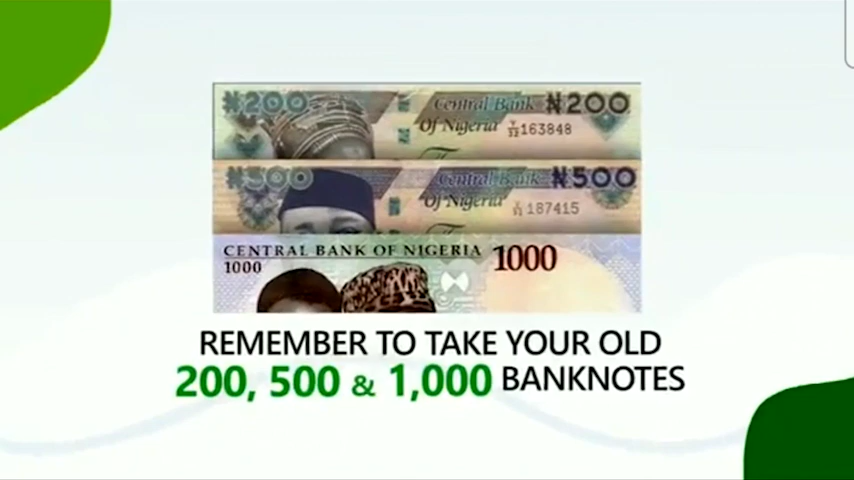 ₦200 Central Bank ₦200
Of Nigeria 163848
₦500 Central Bank ₦500
Of Nigeria 187415
CENTRAL BANK OF NIGERIA 1000
1000
REMEMBER TO TAKE YOUR OLD
200, 500 & 1,000 BANKNOTES